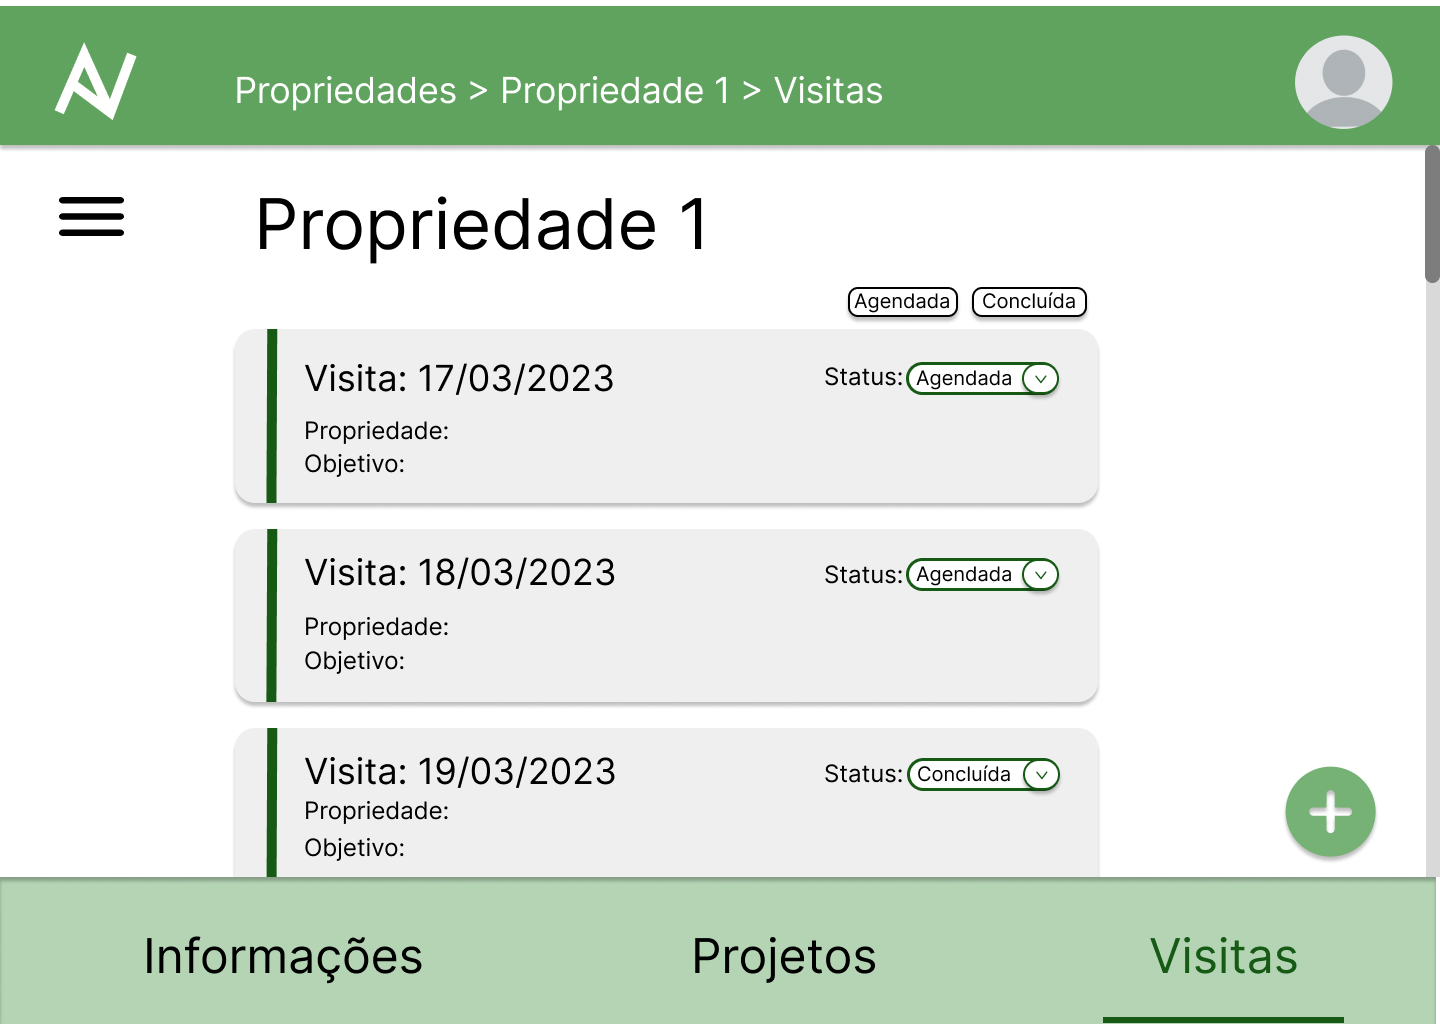 Propriedades > Propriedade 1 > Visitas
Propriedade 1
Agendada Concluída
Visita: 17/03/2023 Status: Agendada
Propriedade:
Objetivo:
Visita: 18/03/2023 Status: Agendada
Propriedade:
Objetivo:
Visita: 19/03/2023 Status: Concluída
Propriedade:
Objetivo:
Informações Projetos Visitas